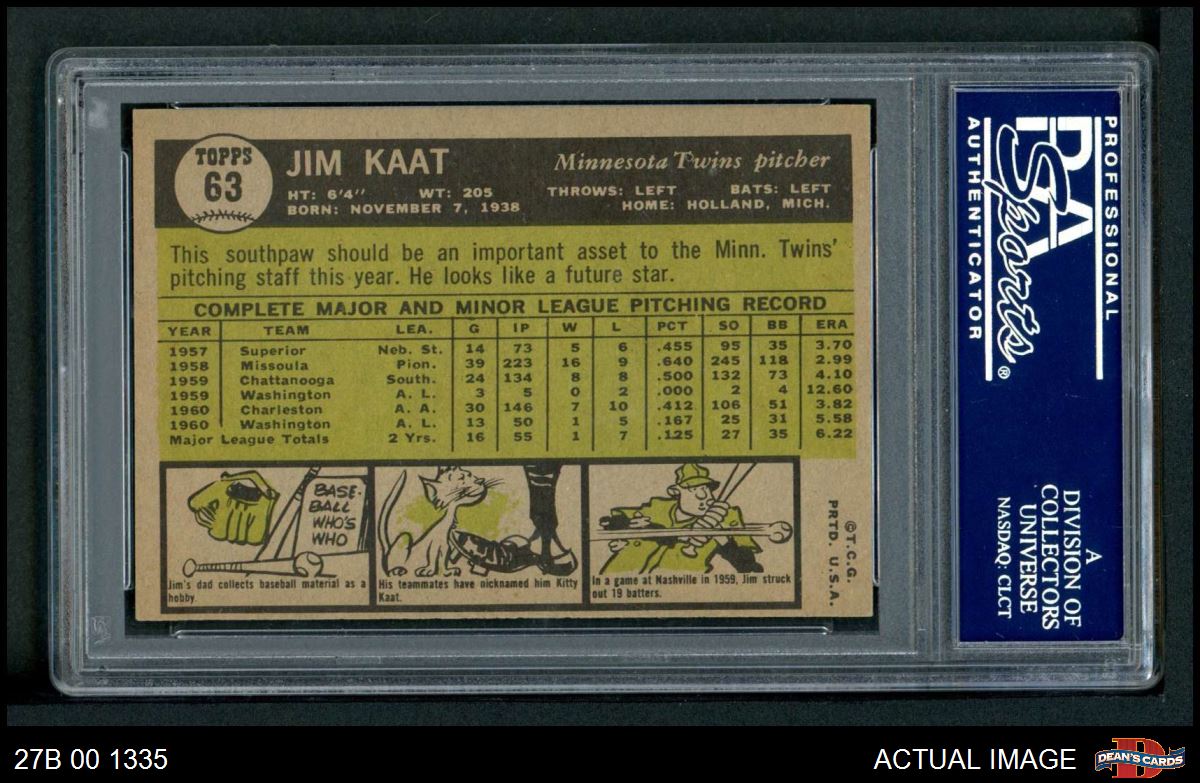 TOPPS
63
JIM KAAT
Minnesota Twins pitcher
HT: 6'4" WT: 205
THROWS: LEFT BATS: LEFT
BORN: NOVEMBER 7, 1938
HOME: HOLLAND, MICH.
This southpaw should be an important asset to the Minn. Twins'
pitching staff this year. He looks like a future star.
COMPLETE MAJOR AND MINOR LEAGUE PITCHING RECORD
YEAR TEAM LEA. G IP W L PCT SO BB ERA
1957 Superior Neb. St. 14 73 5 6 .455 95 35 3.70
1958 Missoula Pion. 39 223 16 9 .640 245 118 2.99
1959 Chattanooga South. 24 134 8 8 .500 132 73 4.10
1959 Washington A. L. 3 5 0 2 .000 2 4 12.60
1960 Charleston A. A. 30 146 7 10 .412 106 51 3.82
1960 Washington A. L. 13 50 1 5 .167 25 31 5.58
Major League Totals 2 Yrs. 16 55 1 7 .125 27 35 6.22
BASE-
BALL
WHO'S
WHO
Jim's dad collects baseball material as a
hobby.
His teammates have nicknamed him Kitty
Kaat.
In a game at Nashville in 1959, Jim struck
out 19 batters.
©T.C.G.
PRTD. U.S.A.
PROFESSIONAL
PSA
Sports®
AUTHENTICATOR
A
DIVISION OF
COLLECTORS
UNIVERSE
NASDAQ: CLCT
27B 00 1335
ACTUAL IMAGE
D
DEAN'S CARDS